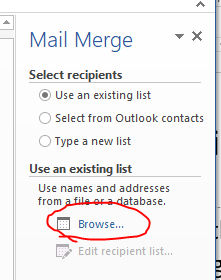 Mail Merge
Select recipients
Use an existing list
Select from Outlook contacts
Type a new list
Use an existing list
Use names and addresses
from a file or a database.
Browse...
Edit recipient list...